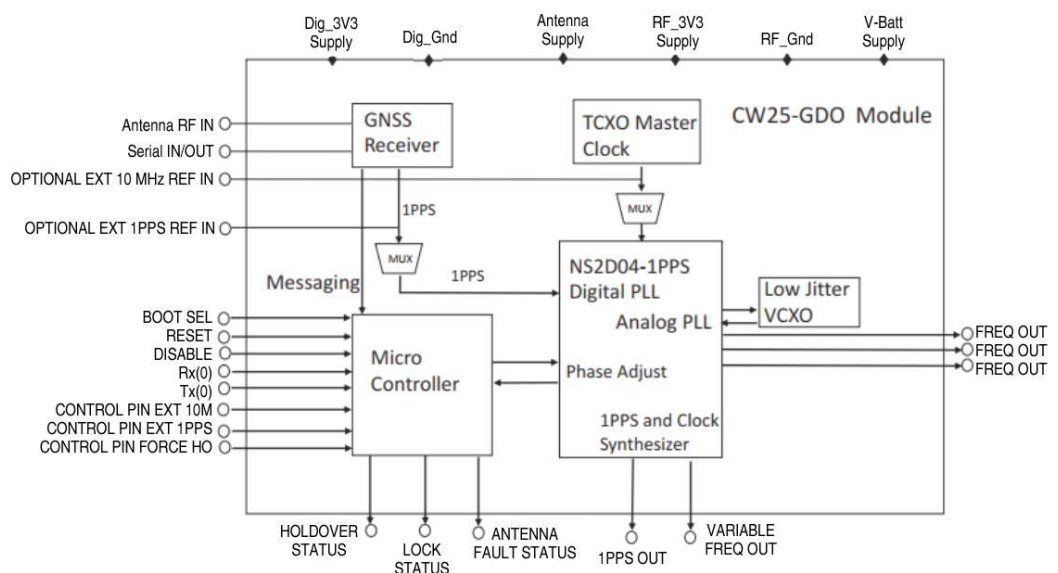 Dig_3V3
Supply
Dig_Gnd
Antenna
Supply
RF_3V3
Supply
RF_Gnd
V-Batt
Supply
CW25-GDO Module
Antenna RF IN
Serial IN/OUT
OPTIONAL EXT 10 MHz REF IN
OPTIONAL EXT 1PPS REF IN
GNSS
Receiver
TCXO Master
Clock
1PPS
MUX
MUX
Messaging
1PPS
NS2D04-1PPS
Digital PLL
Analog PLL
Phase Adjust
1PPS and Clock
Synthesizer
Low Jitter
VCXO
FREQ OUT
FREQ OUT
FREQ OUT
BOOT SEL
RESET
DISABLE
Rx(0)
Tx(0)
CONTROL PIN EXT 10M
CONTROL PIN EXT 1PPS
CONTROL PIN FORCE HO
Micro
Controller
HOLDOVER
STATUS
LOCK
STATUS
ANTENNA
FAULT STATUS
1PPS OUT
VARIABLE
FREQ OUT